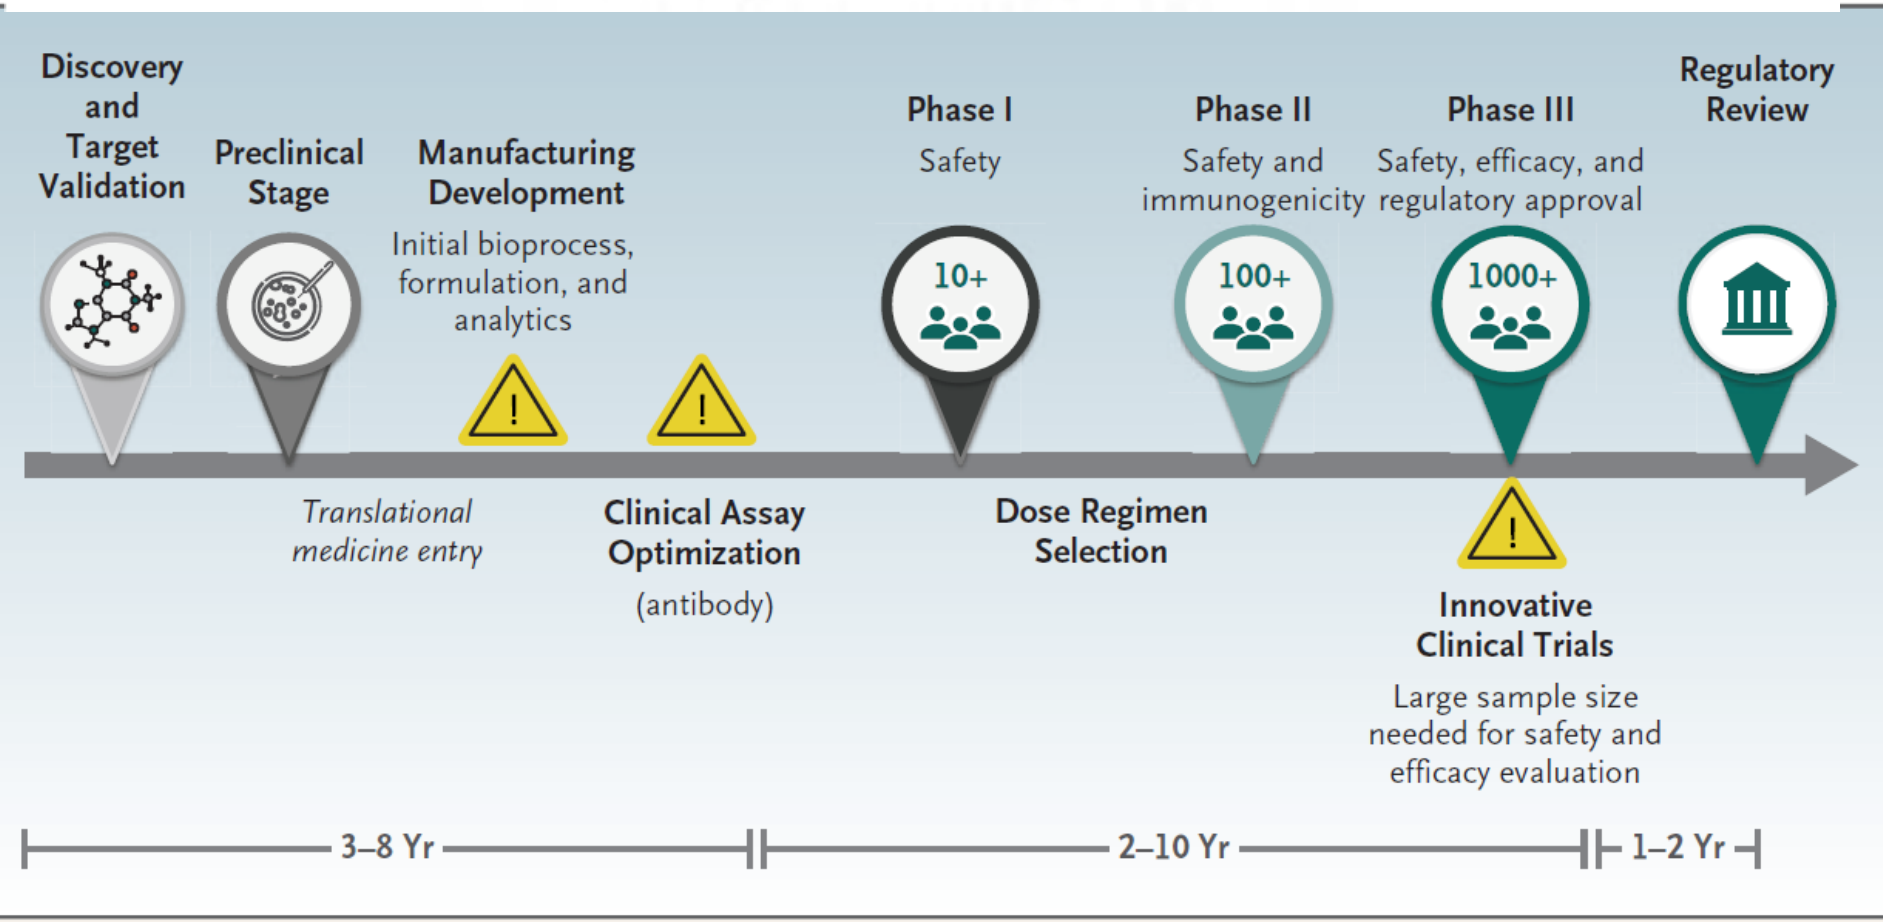 Discovery
and
Target
Validation
Preclinical
Stage
Manufacturing
Development
Initial bioprocess,
formulation, and
analytics
!
!
Phase I
Safety
10+
Phase II
Safety and
immunogenicity
100+
Phase III
Safety, efficacy, and
regulatory approval
1000+
Regulatory
Review
Translational
medicine entry
Clinical Assay
Optimization
(antibody)
Dose Regimen
Selection
!
Innovative
Clinical Trials
Large sample size
needed for safety and
efficacy evaluation
3–8 Yr
2–10 Yr
1–2 Yr